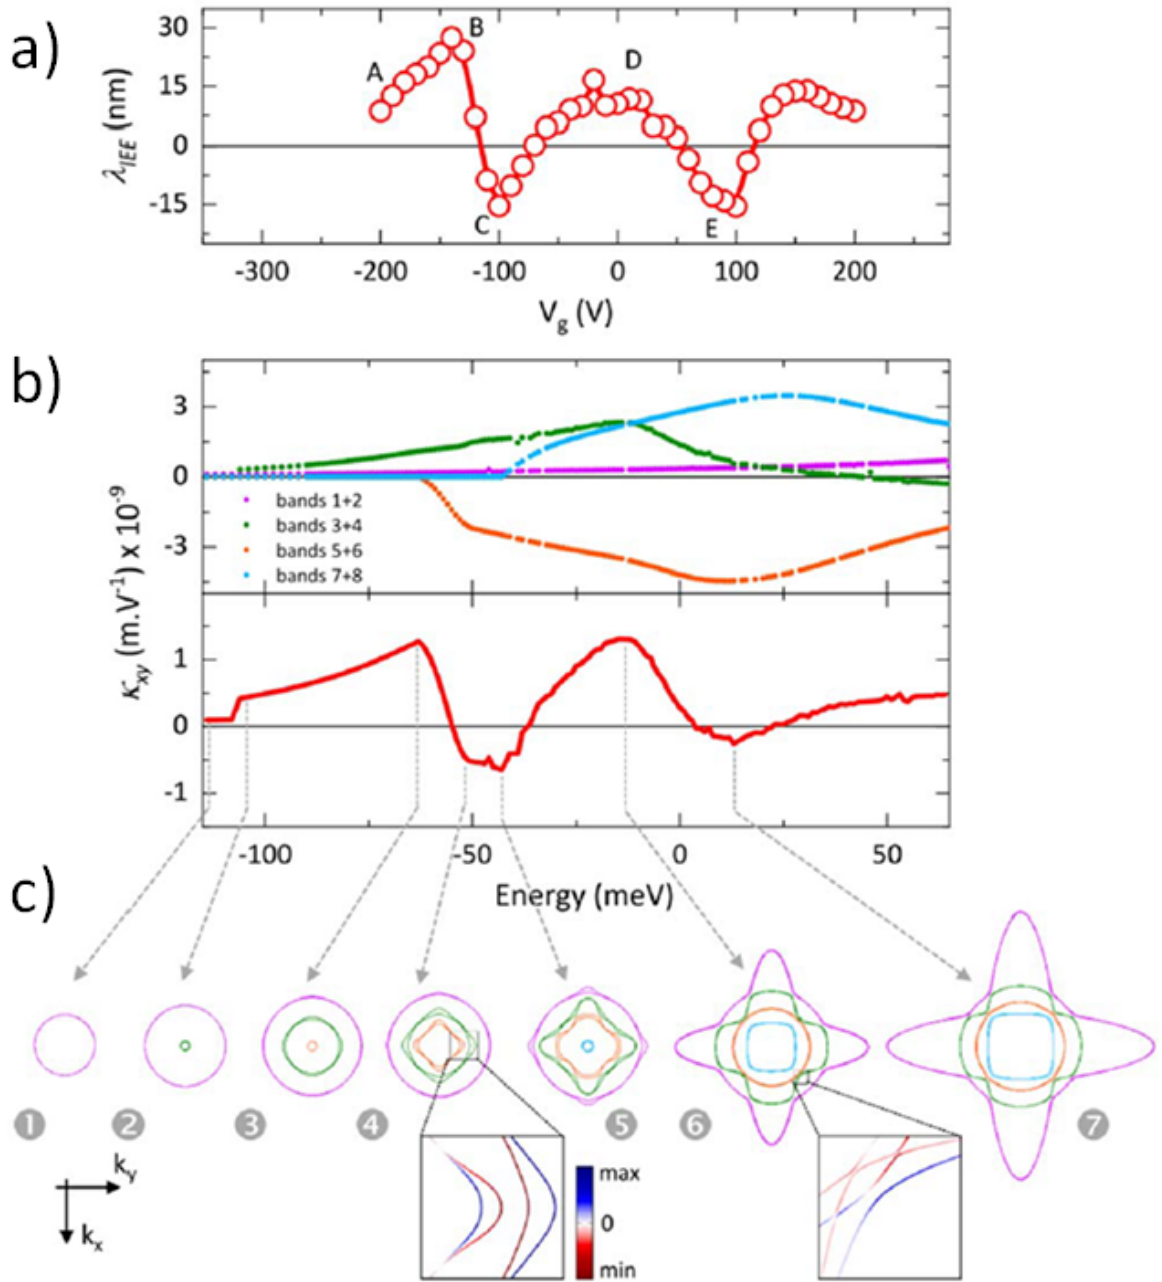 a)
30
15
0
-15
λIEE (nm)
A
B
C
D
E
-300 -200 -100 0 100 200
Vg (V)
b)
3
0
-3
bands 1+2
bands 3+4
bands 5+6
bands 7+8
κxy (m.V⁻¹) x 10⁻⁹
1
0
-1
-100 -50 0 50
Energy (meV)
c)
1 2 3 4 5 6 7
ky
kx
max
0
min